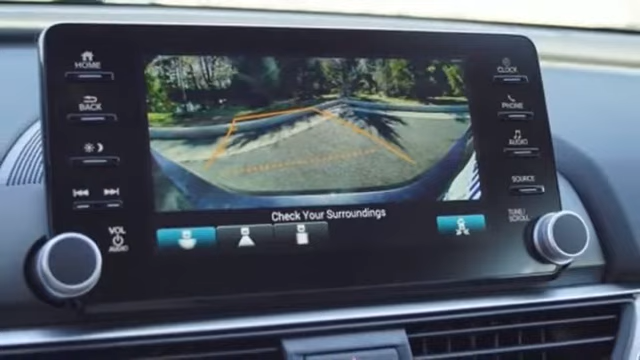 HOME
BACK
VOL
AUDIO
Check Your Surroundings
CLOCK
PHONE
AUDIO
SOURCE
TUNE/
SCROLL